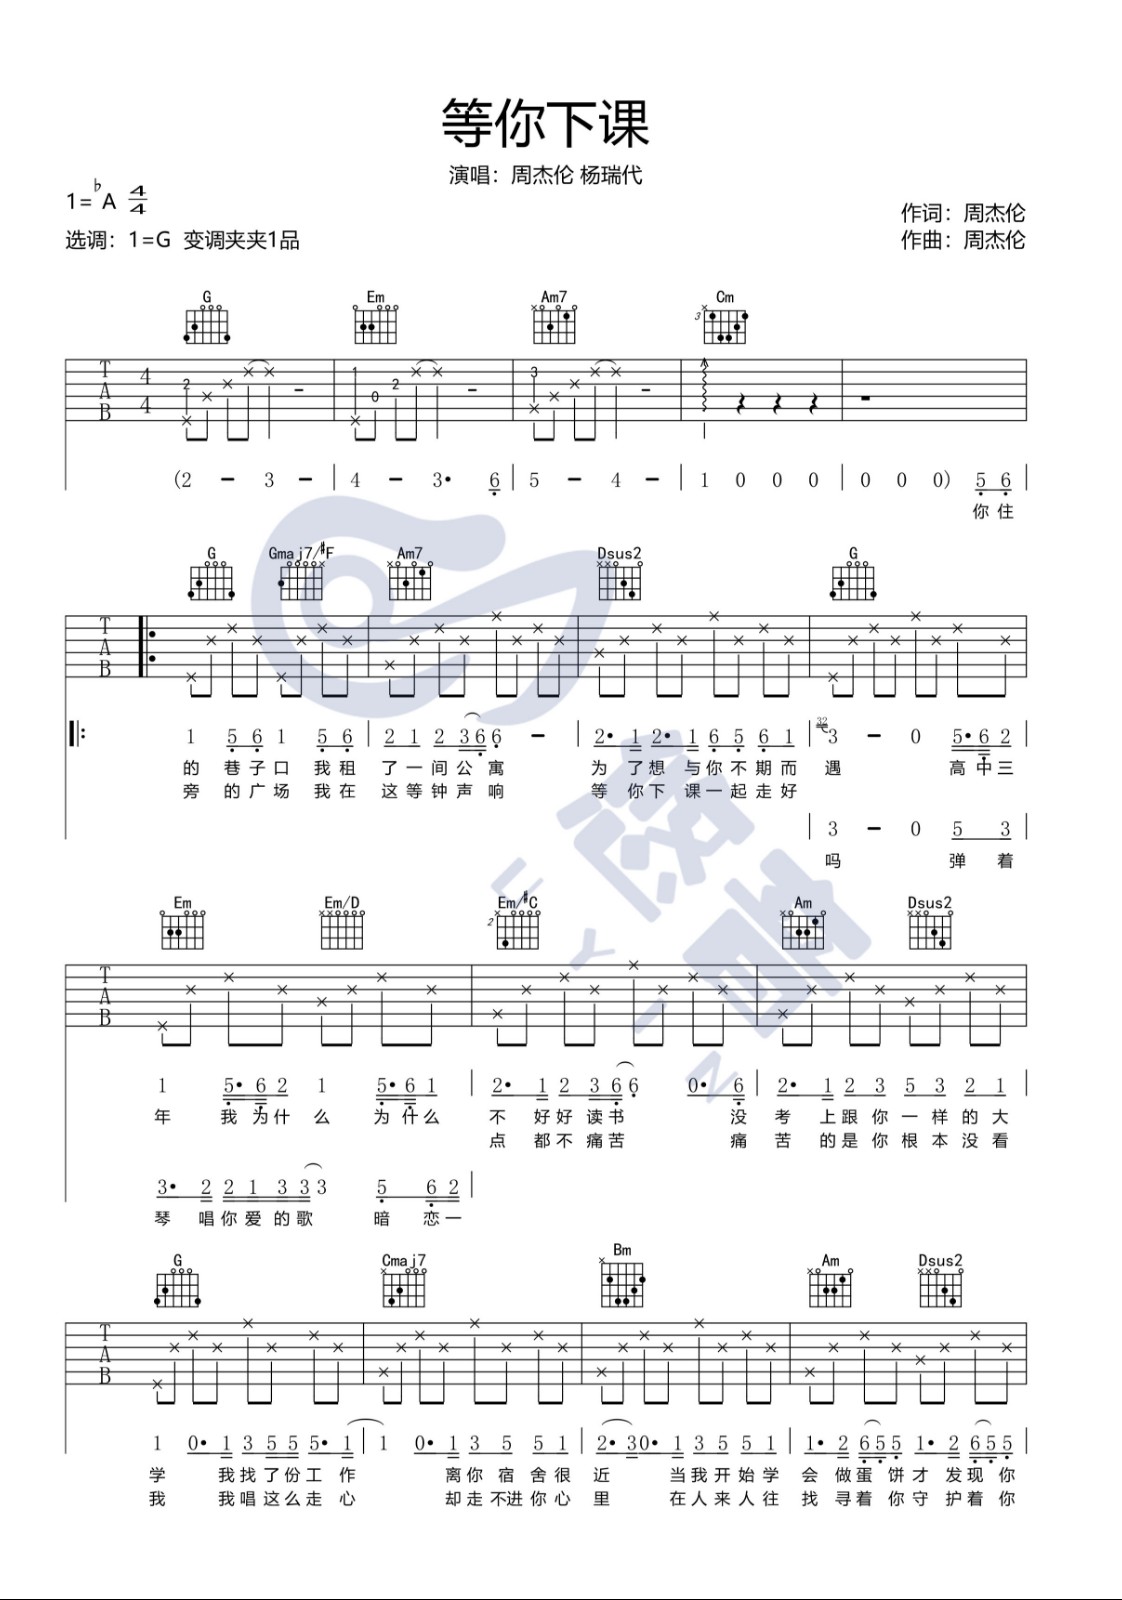 等你下课
演唱：周杰伦 杨瑞代
1=♭A 4/4
作词：周杰伦
选调：1=G 变调夹夹1品
作曲：周杰伦
G Em Am7 Cm
3
T A B 4/4 2 1 0 2 3
(2 - 3 - | 4 - 3• 6 | 5 - 4 - | 1 0 0 0 | 0 0 0) 5 6 |
你住
G Gmaj7/#F Am7 Dsus2 G
T A B
1 5 6 1 5 6 | 2 1 2 3 6 6 - | 2• 1 2• 1 6 5 6 1 | 32 3 - 0 5• 6 2 |
的巷子口我租了一间公寓 为了想与你不期而遇 高中三
旁的广场我在这等钟声响 等你下课一起走好
3 - 0 5 3 |
吗 弹着
Em Em/D Em/#C Am Dsus2
2
T A B
1 5• 6 2 1 5• 6 1 | 2• 1 2 3 6 6 0• 6 | 2• 1 2 3 5 3 2 1 |
年 我为什么 为什么 不好好读书 没考上跟你一样的大
点都不痛苦 痛苦的是你根本没看
3• 2 2 1 3 3 3 5 6 2 |
琴唱你爱的歌 暗恋一
G Cmaj7 Bm Am Dsus2
T A B
1 0• 1 3 5 5 5• 1 | 1 0• 1 3 5 5 1 | 2• 3 0• 1 3 5 5 1 | 1• 2 6 5 5 1• 2 6 5 5 |
学 我找了份工作 离你宿舍很近 当我开始学会做蛋饼才发现你
我 我唱这么走心 却走不进你心里 在人来人往找寻着你守护着你
悠音
UYIN